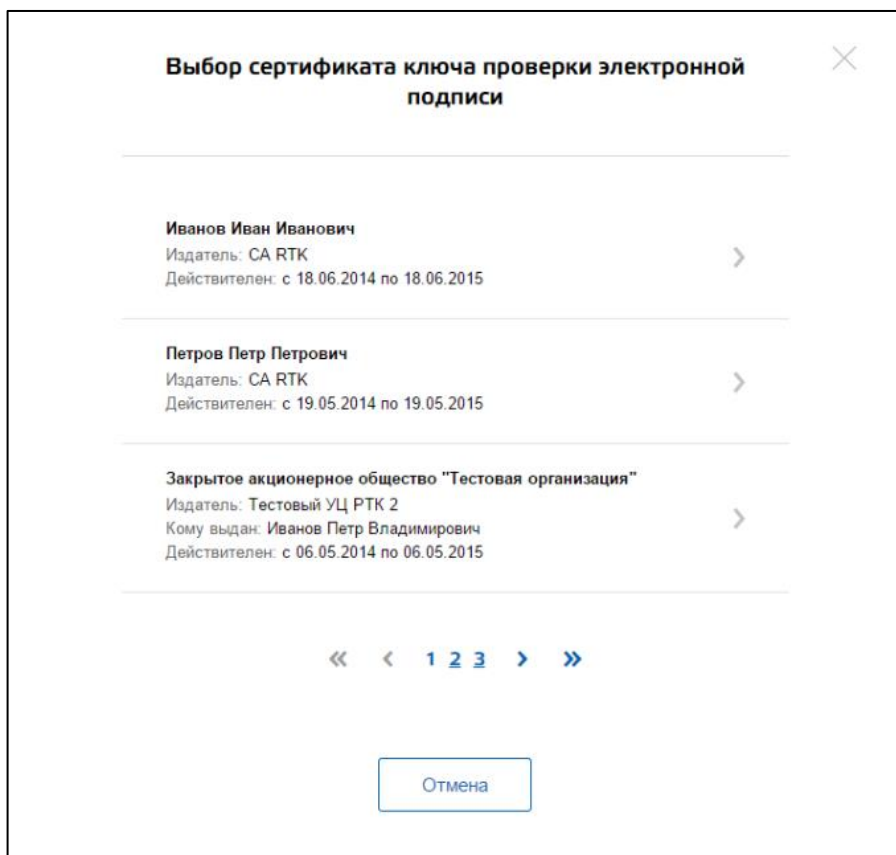 Выбор сертификата ключа проверки электронной
подписи
Иванов Иван Иванович
Издатель: CA RTK
Действителен: с 18.06.2014 по 18.06.2015
Петров Петр Петрович
Издатель: CA RTK
Действителен: с 19.05.2014 по 19.05.2015
Закрытое акционерное общество "Тестовая организация"
Издатель: Тестовый УЦ РТК 2
Кому выдан: Иванов Петр Владимирович
Действителен: с 06.05.2014 по 06.05.2015
« ‹ 1 2 3 › »
Отмена